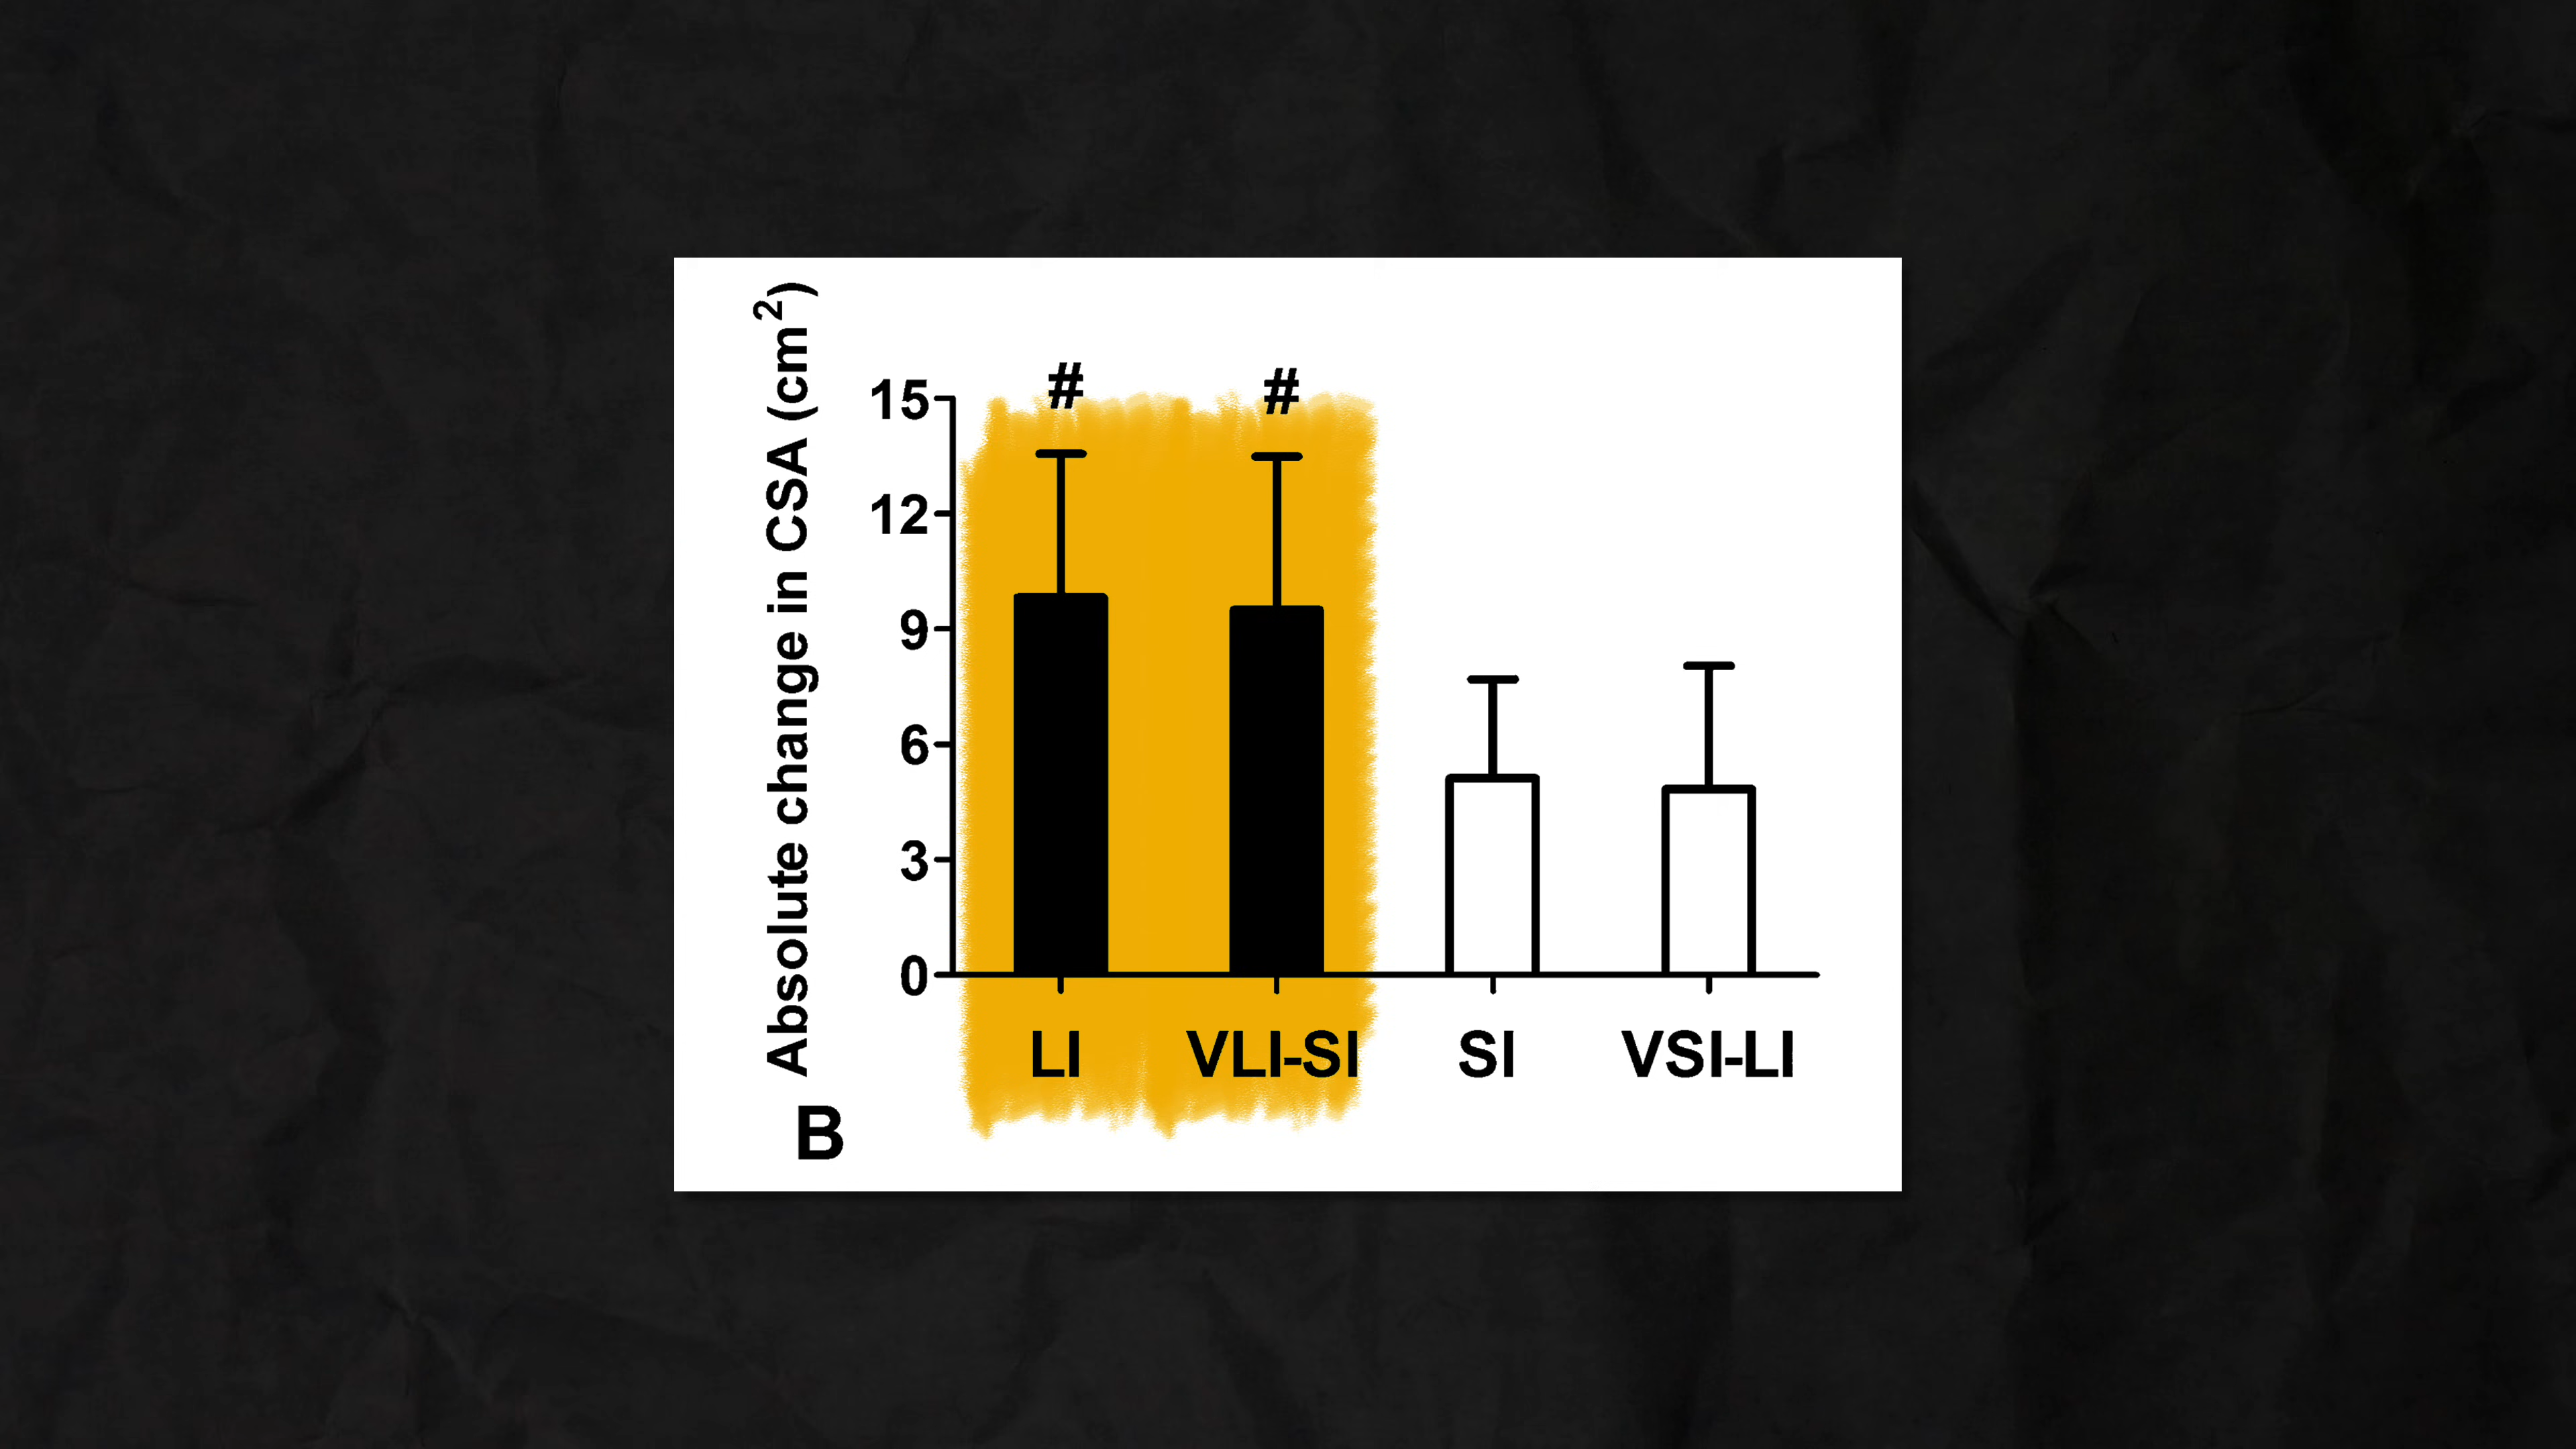 Absolute change in CSA (cm²)
# #
15
12
9
6
3
0
LI VLI-SI SI VSI-LI
B